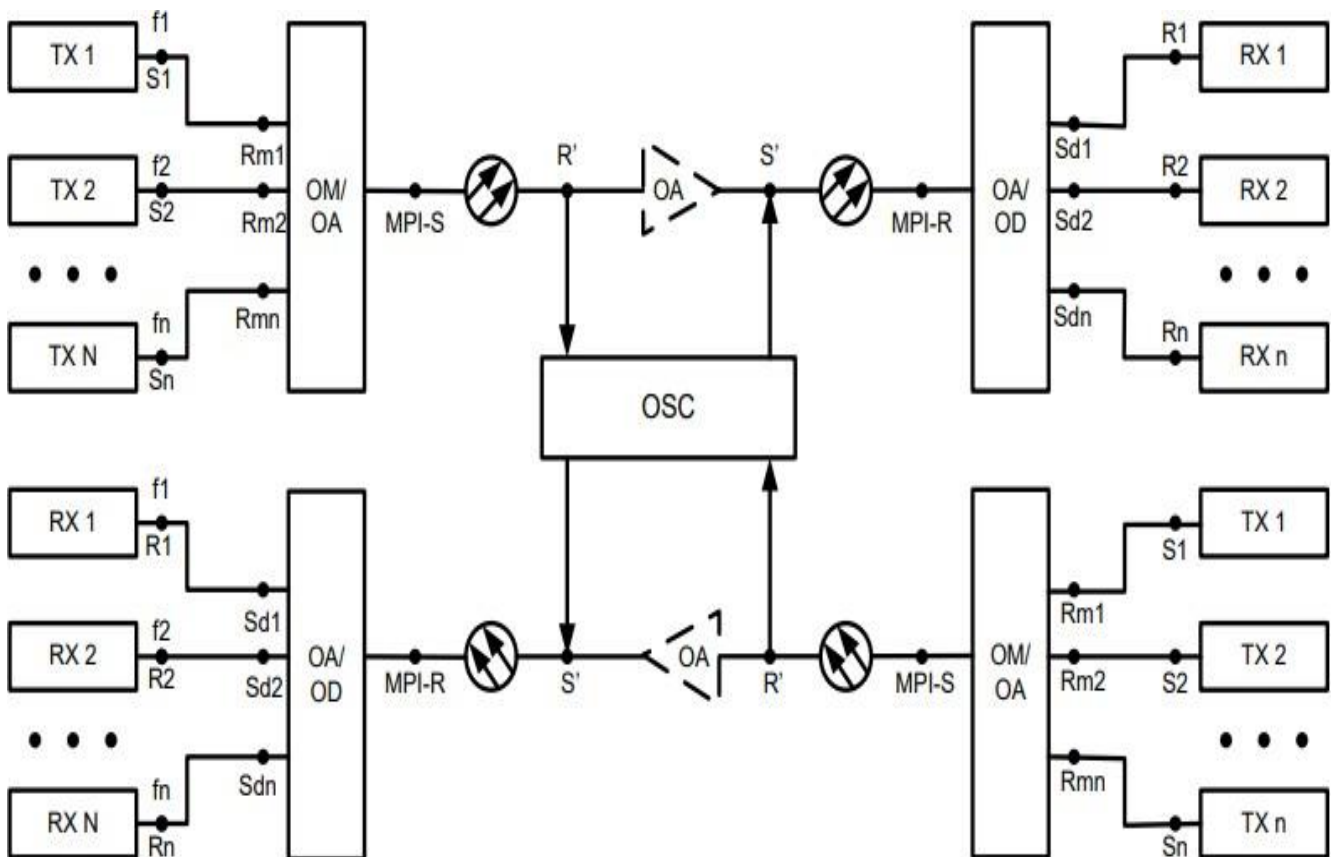 f1
TX 1
S1
Rm1
f2
TX 2
S2
Rm2
fn
TX N
Sn
Rmn
OM/
OA
MPI-S
R'
OA
S'
MPI-R
OA/
OD
R1
RX 1
Sd1
R2
RX 2
Sd2
Rn
RX n
Sdn
OSC
f1
RX 1
R1
Sd1
f2
RX 2
R2
Sd2
fn
RX N
Rn
Sdn
OA/
OD
MPI-R
S'
OA
R'
MPI-S
OM/
OA
TX 1
S1
Rm1
TX 2
S2
Rm2
TX n
Sn
Rmn